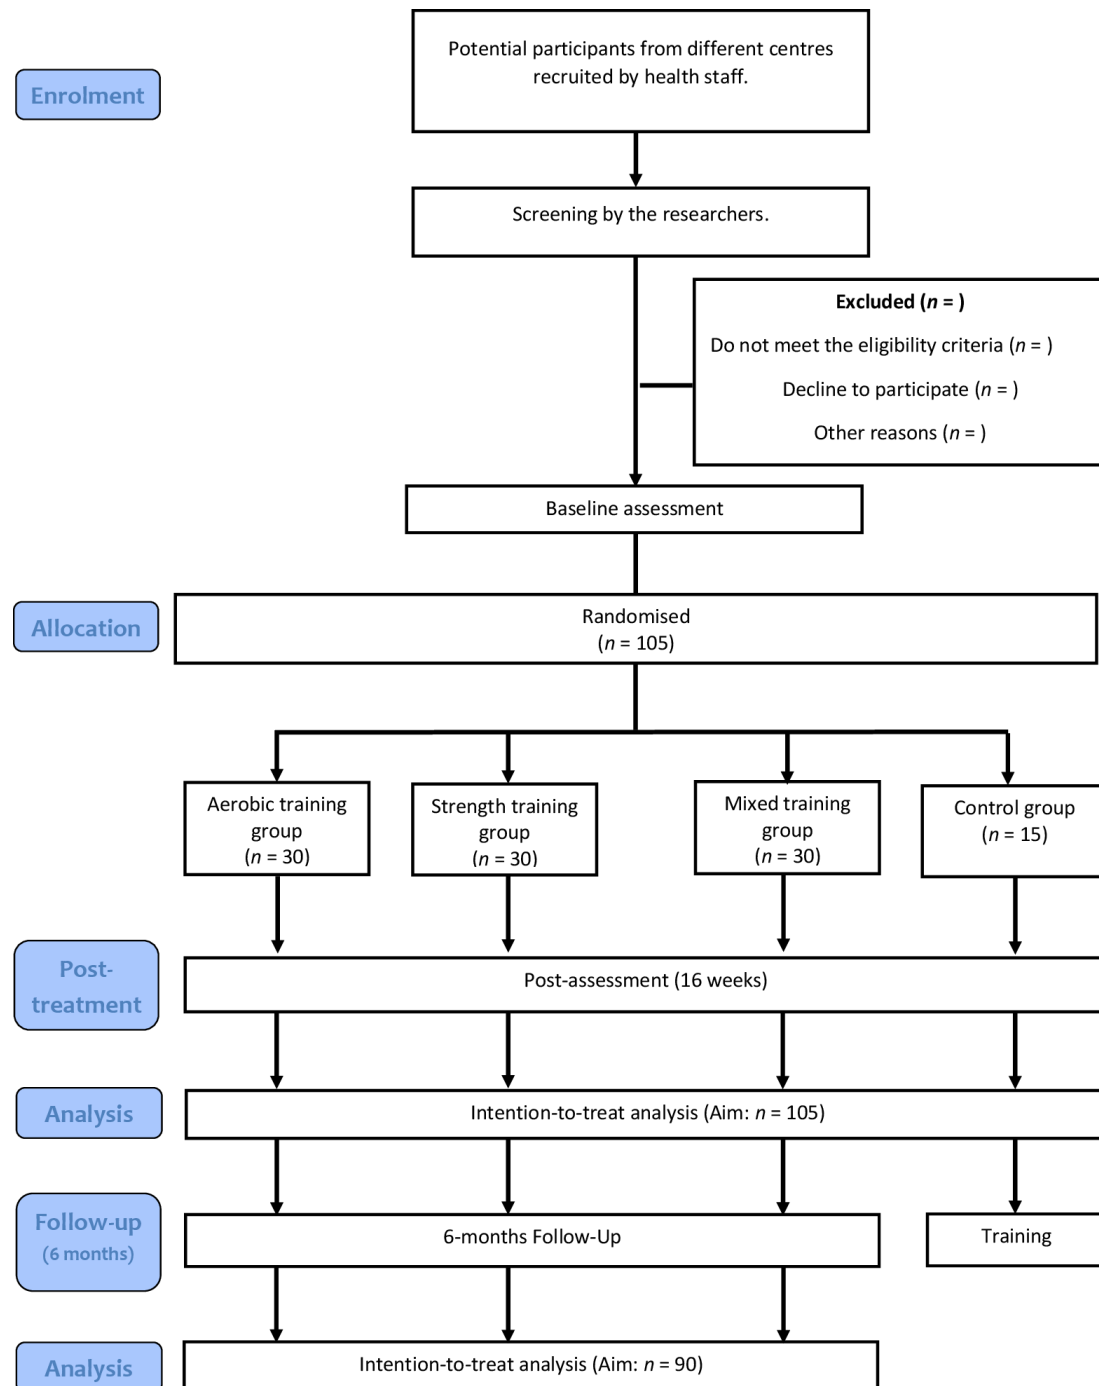 Potential participants from different centres
recruited by health staff.
Enrolment
Screening by the researchers.
Excluded (n = )
Do not meet the eligibility criteria (n = )
Decline to participate (n = )
Other reasons (n = )
Baseline assessment
Allocation
Randomised
(n = 105)
Aerobic training
group
(n = 30)
Strength training
group
(n = 30)
Mixed training
group
(n = 30)
Control group
(n = 15)
Post-
treatment
Post-assessment (16 weeks)
Analysis
Intention-to-treat analysis (Aim: n = 105)
Follow-up
(6 months)
6-months Follow-Up
Training
Analysis
Intention-to-treat analysis (Aim: n = 90)